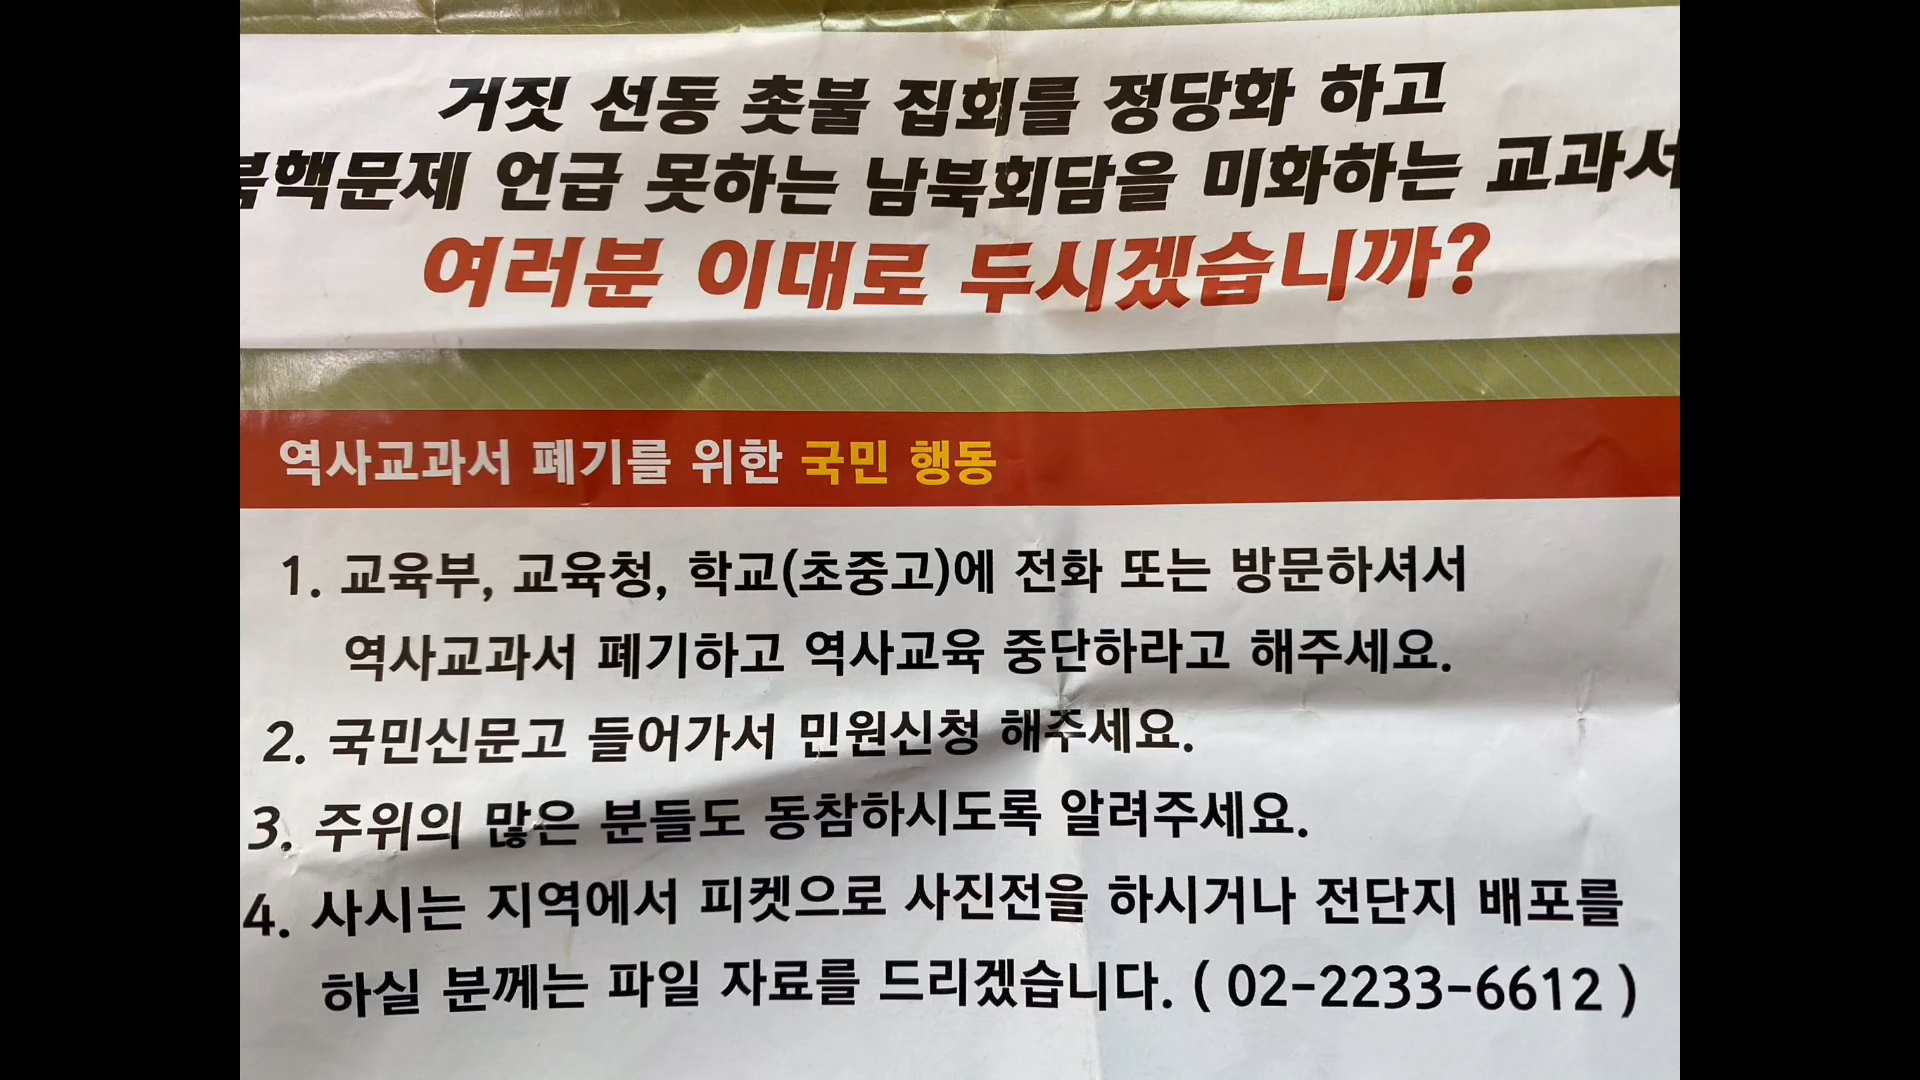 거짓 선동 촛불 집회를 정당화 하고
북핵문제 언급 못하는 남북회담을 미화하는 교과서
여러분 이대로 두시겠습니까?
역사교과서 폐기를 위한 국민 행동
1. 교육부, 교육청, 학교(초중고)에 전화 또는 방문하셔서
역사교과서 폐기하고 역사교육 중단하라고 해주세요.
2. 국민신문고 들어가서 민원신청 해주세요.
3. 주위의 많은 분들도 동참하시도록 알려주세요.
4. 사시는 지역에서 피켓으로 사진전을 하시거나 전단지 배포를
하실 분께는 파일 자료를 드리겠습니다. ( 02-2233-6612 )